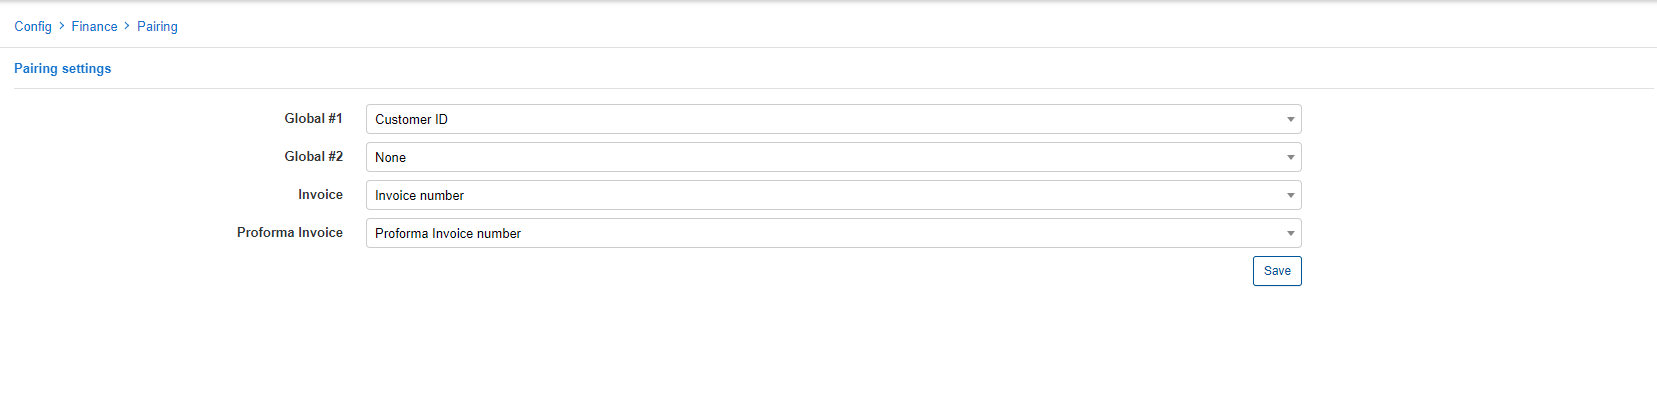 Config > Finance > Pairing
Pairing settings
Global #1 Customer ID
Global #2 None
Invoice Invoice number
Proforma Invoice Proforma Invoice number
Save